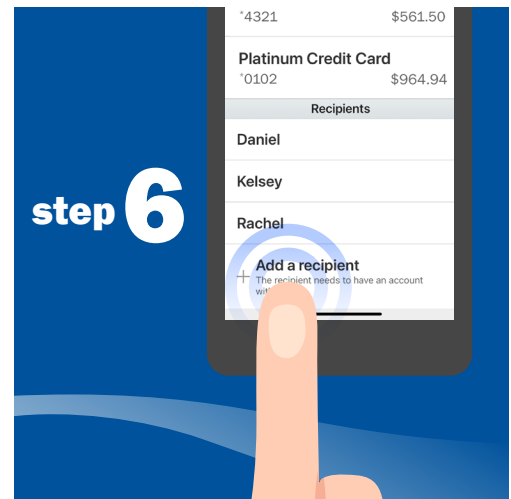 *4321 $561.50
Platinum Credit Card
*0102 $964.94
Recipients
Daniel
Kelsey
Rachel
step 6
+ Add a recipient
The recipient needs to have an account